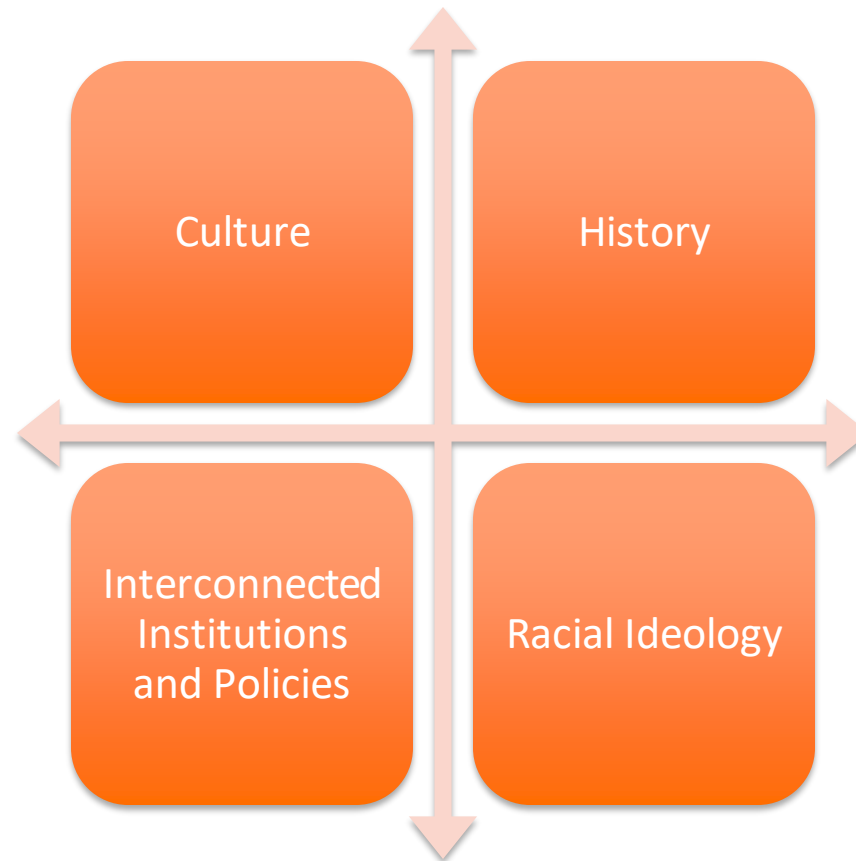 Culture
History
Interconnected
Institutions
and Policies
Racial Ideology